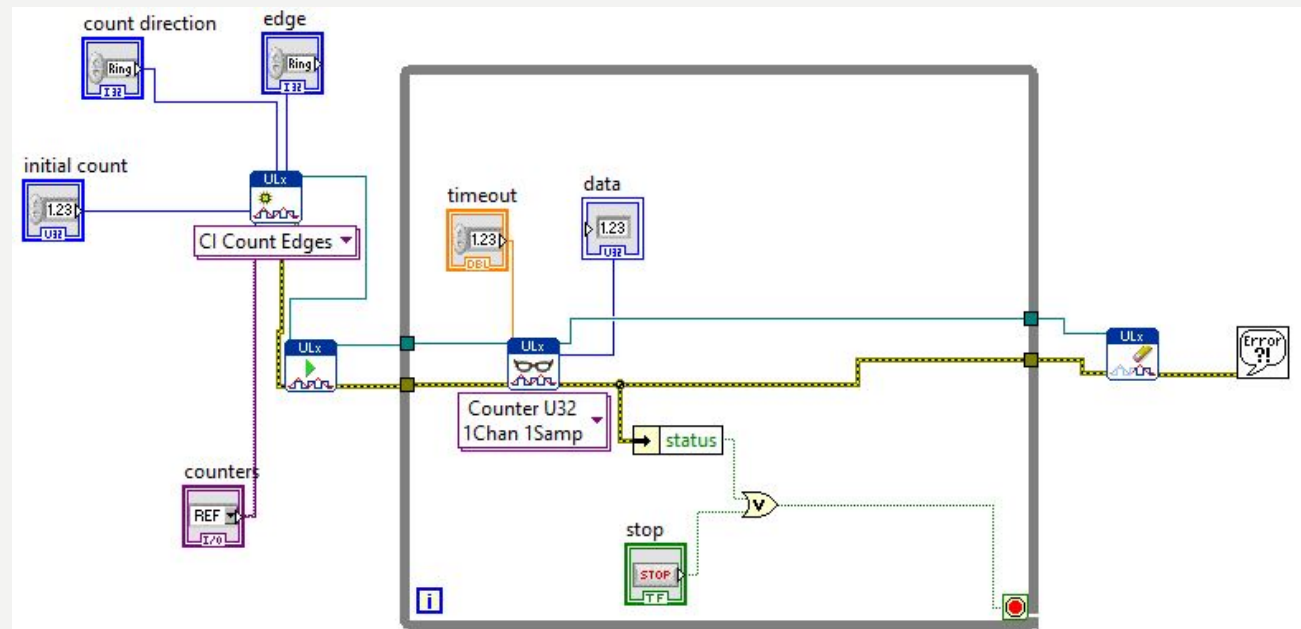 count direction
edge
Ring
I32
Ring
I32
initial count
1.23
U32
ULx
CI Count Edges
timeout
1.23
DBL
data
1.23
U32
ULx
ULx
Counter U32
1Chan 1Samp
status
ULx
Error
?!
counters
REF
I/O
V
stop
STOP
TF
i